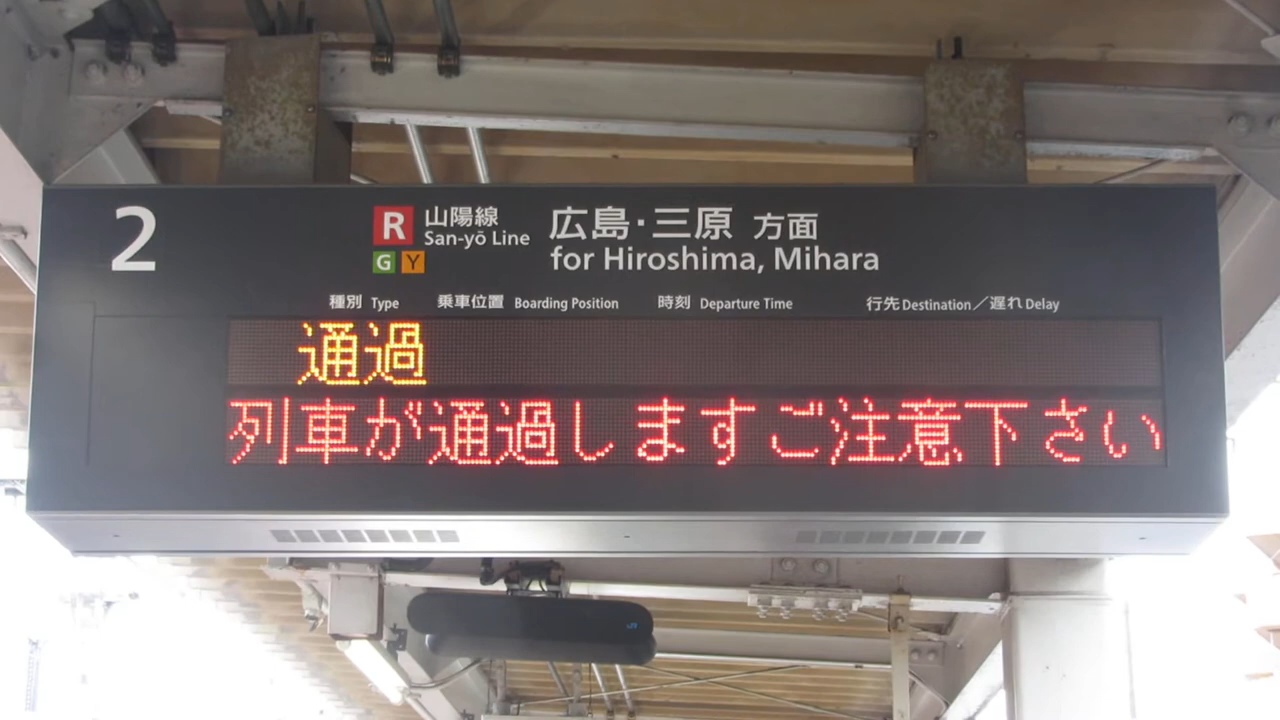 2
R 山陽線 広島・三原 方面
San-yō Line for Hiroshima, Mihara
G Y
種別 Type 乗車位置 Boarding Position 時刻 Departure Time 行先 Destination／遅れ Delay
通過
列車が通過しますご注意下さい
JR